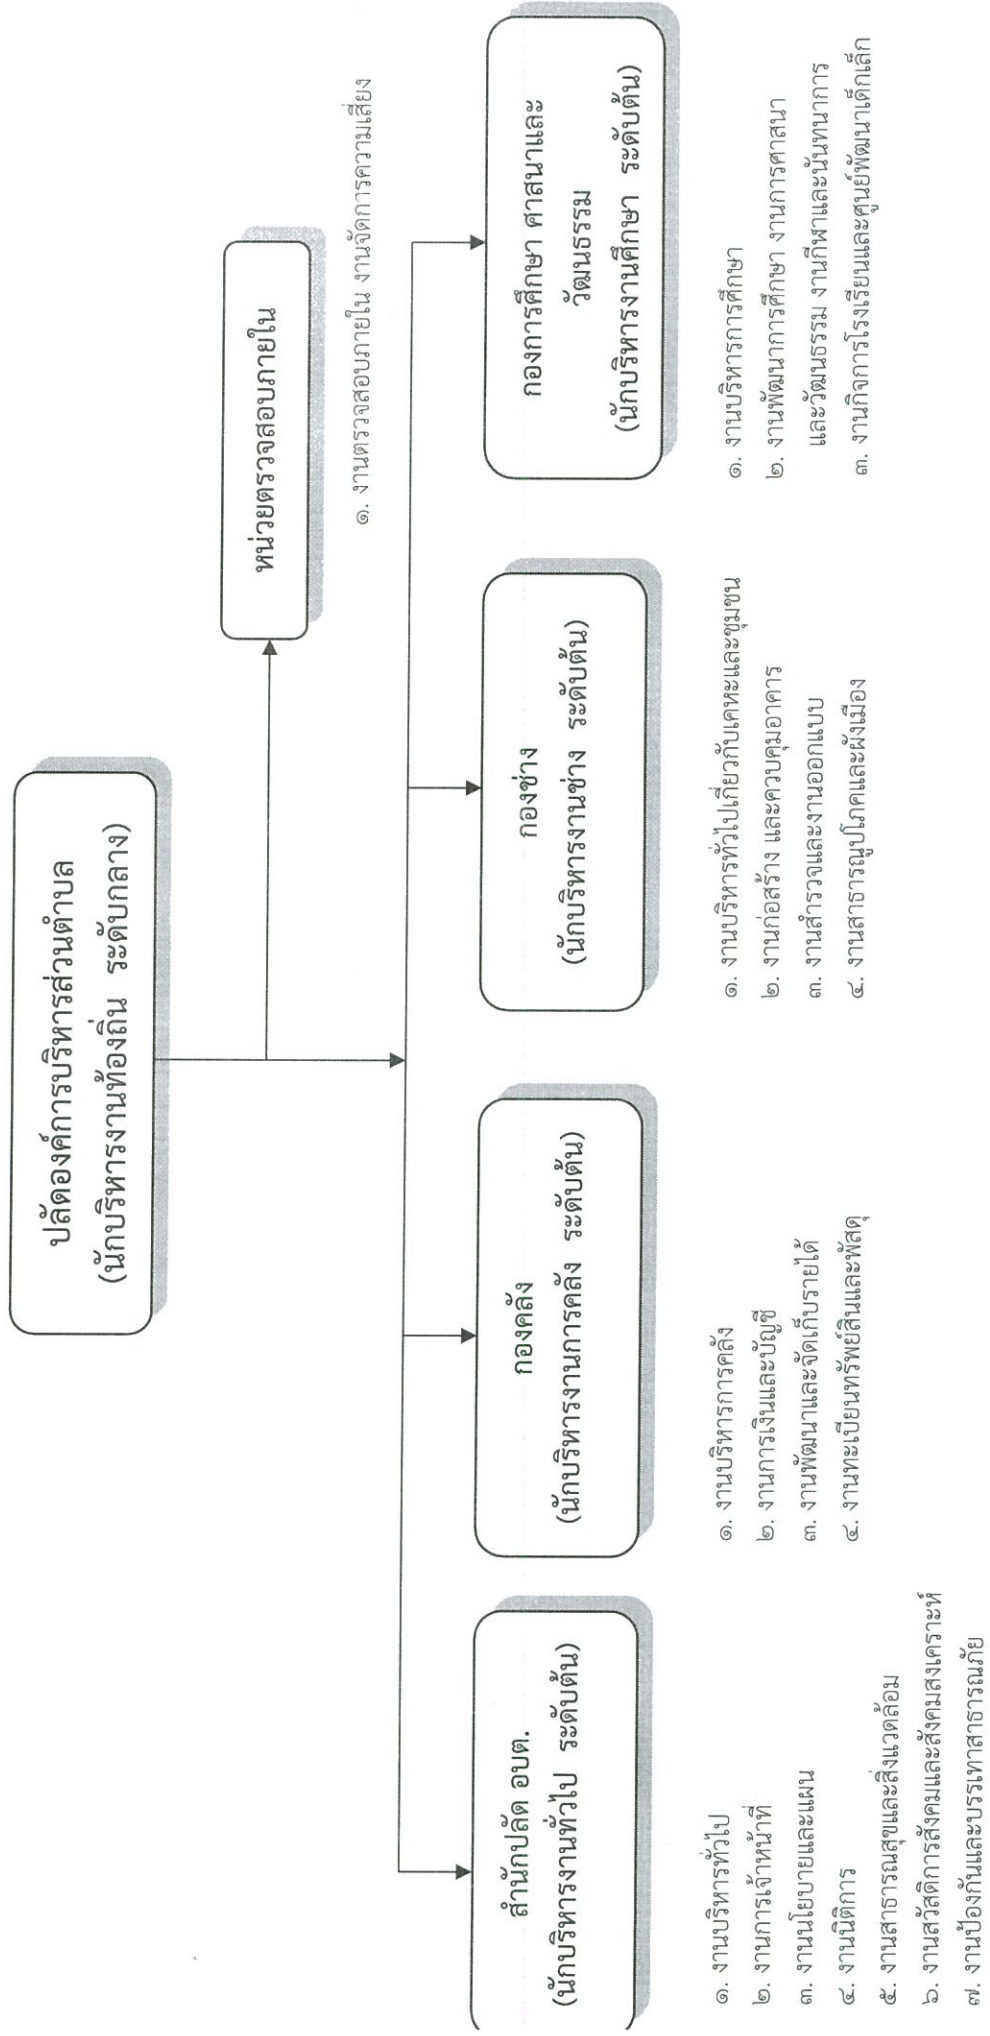 ปลัดองค์การบริหารส่วนตำบล
(นักบริหารงานท้องถิ่น ระดับกลาง)
หน่วยตรวจสอบภายใน
๑. งานตรวจสอบภายใน งานจัดการความเสี่ยง
สำนักปลัด อบต.
(นักบริหารงานทั่วไป ระดับต้น)
๑. งานบริหารทั่วไป
๒. งานการเจ้าหน้าที่
๓. งานนโยบายและแผน
๔. งานนิติการ
๕. งานสาธารณสุขและสิ่งแวดล้อม
๖. งานสวัสดิการสังคมและสังคมสงเคราะห์
๗. งานป้องกันและบรรเทาสาธารณภัย
กองคลัง
(นักบริหารงานการคลัง ระดับต้น)
๑. งานบริหารการคลัง
๒. งานการเงินและบัญชี
๓. งานพัฒนาและจัดเก็บรายได้
๔. งานทะเบียนทรัพย์สินและพัสดุ
กองช่าง
(นักบริหารงานช่าง ระดับต้น)
๑. งานบริหารทั่วไปเกี่ยวกับเคหะและชุมชน
๒. งานก่อสร้าง และควบคุมอาคาร
๓. งานสำรวจและงานออกแบบ
๔. งานสาธารณูปโภคและผังเมือง
กองการศึกษา ศาสนาและ
วัฒนธรรม
(นักบริหารงานศึกษา ระดับต้น)
๑. งานบริหารการศึกษา
๒. งานพัฒนาการศึกษา งานการศาสนา
และวัฒนธรรม งานกีฬาและนันทนาการ
๓. งานกิจการโรงเรียนและศูนย์พัฒนาเด็กเล็ก